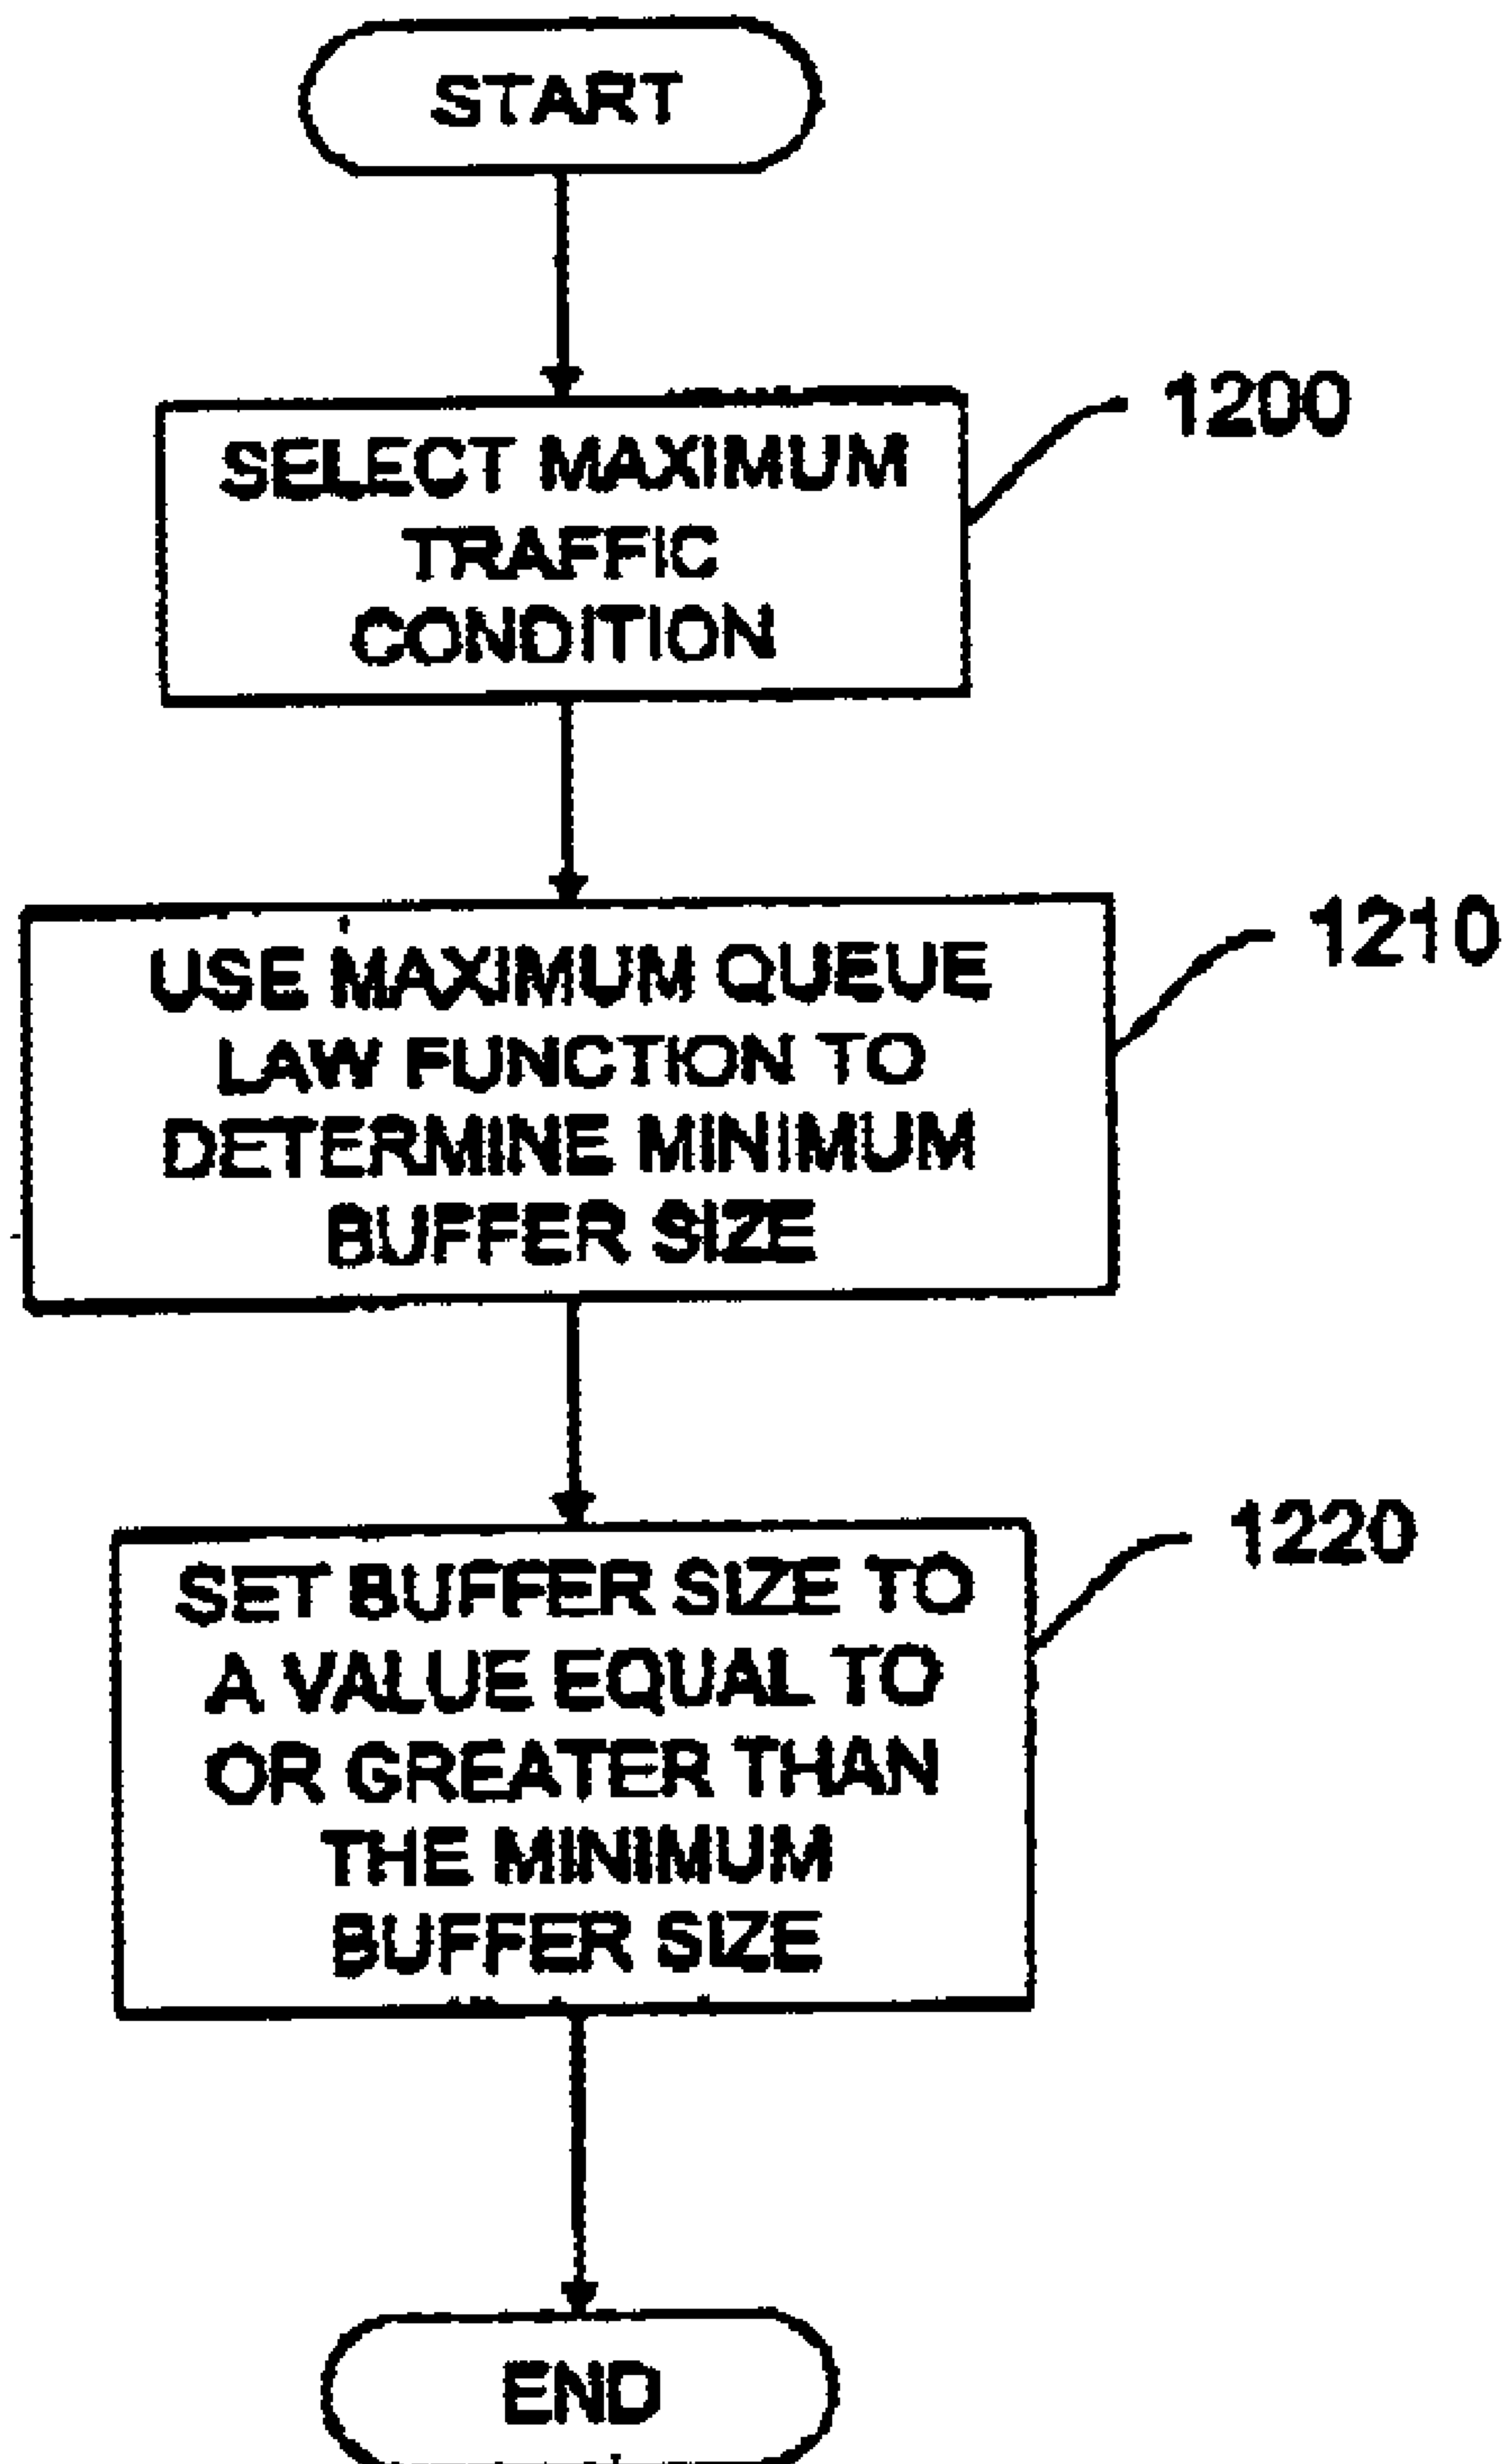 START
1200
SELECT MAXIMUM
TRAFFIC
CONDITION
1210
USE MAXIMUM QUEUE
LAW FUNCTION TO
DETERMINE MINIMUM
BUFFER SIZE
1220
SET BUFFER SIZE TO
A VALUE EQUAL TO
OR GREATER THAN
THE MINIMUM
BUFFER SIZE
END